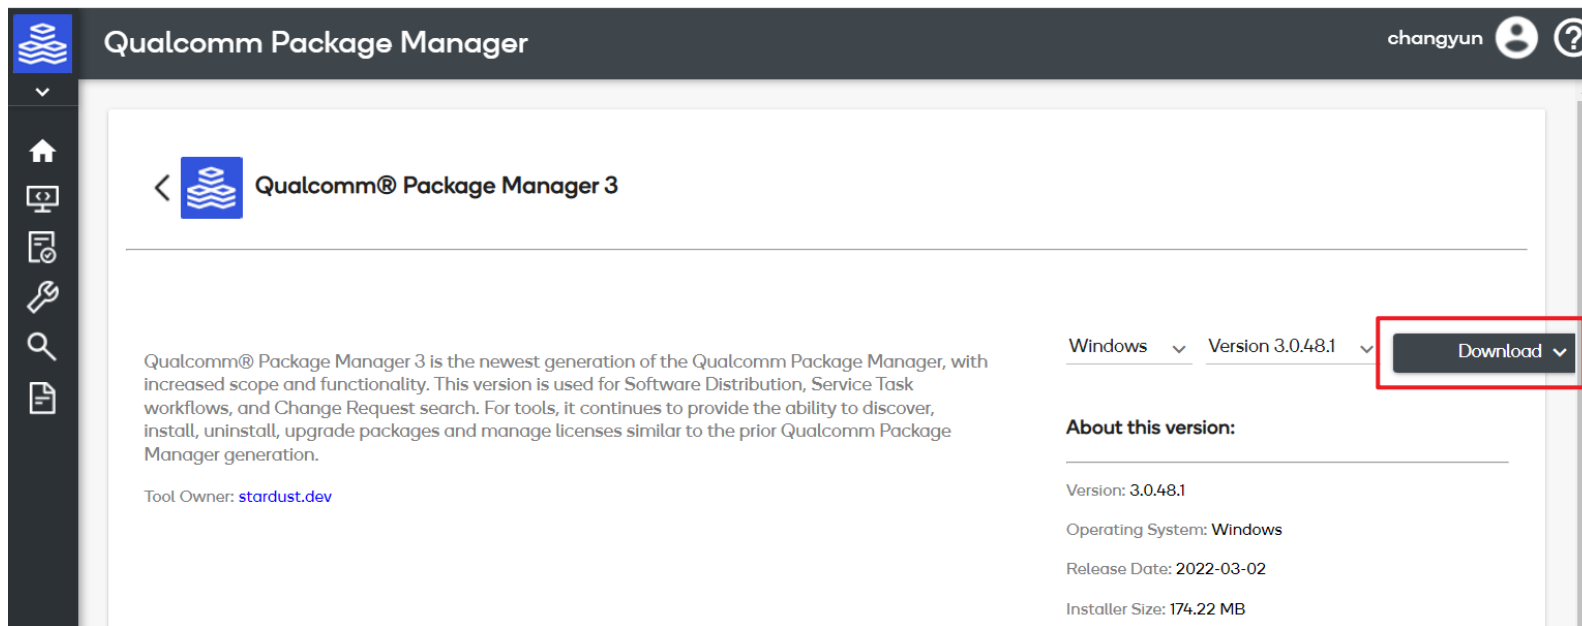 Qualcomm Package Manager
changyun
Qualcomm® Package Manager 3
Windows
Version 3.0.48.1
Download
Qualcomm® Package Manager 3 is the newest generation of the Qualcomm Package Manager, with
increased scope and functionality. This version is used for Software Distribution, Service Task
workflows, and Change Request search. For tools, it continues to provide the ability to discover,
install, uninstall, upgrade packages and manage licenses similar to the prior Qualcomm Package
Manager generation.
Tool Owner: stardust.dev
About this version:
Version: 3.0.48.1
Operating System: Windows
Release Date: 2022-03-02
Installer Size: 174.22 MB